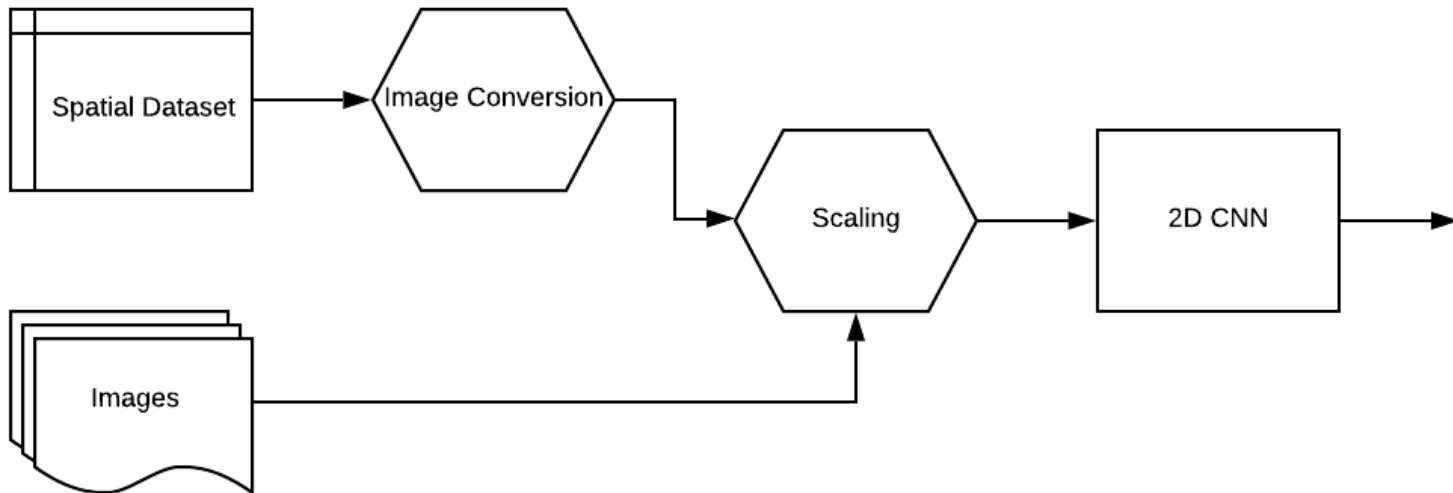 Spatial Dataset
Image Conversion
Scaling
2D CNN
Images